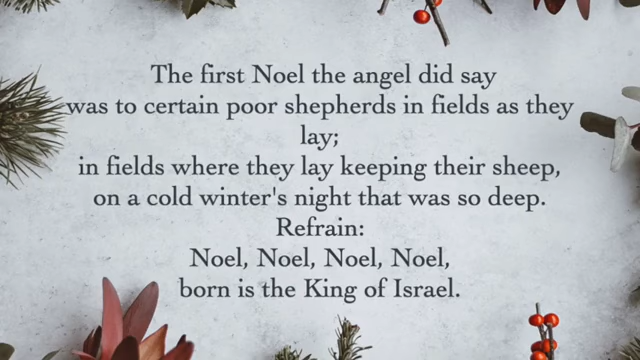 The first Noel the angel did say
was to certain poor shepherds in fields as they
lay;
in fields where they lay keeping their sheep,
on a cold winter's night that was so deep.
Refrain:
Noel, Noel, Noel, Noel,
born is the King of Israel.